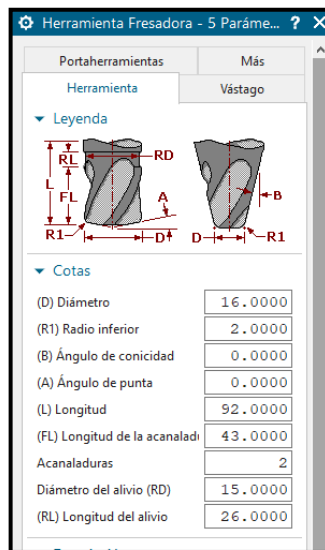 Herramienta Fresadora - 5 Paráme... ? X
Portaherramientas Más
Herramienta Vástago
Leyenda
L RL FL RD A R1 D B D R1
Cotas
(D) Diámetro 16.0000
(R1) Radio inferior 2.0000
(B) Ángulo de conicidad 0.0000
(A) Ángulo de punta 0.0000
(L) Longitud 92.0000
(FL) Longitud de la acanalad 43.0000
Acanaladuras 2
Diámetro del alivio (RD) 15.0000
(RL) Longitud del alivio 26.0000